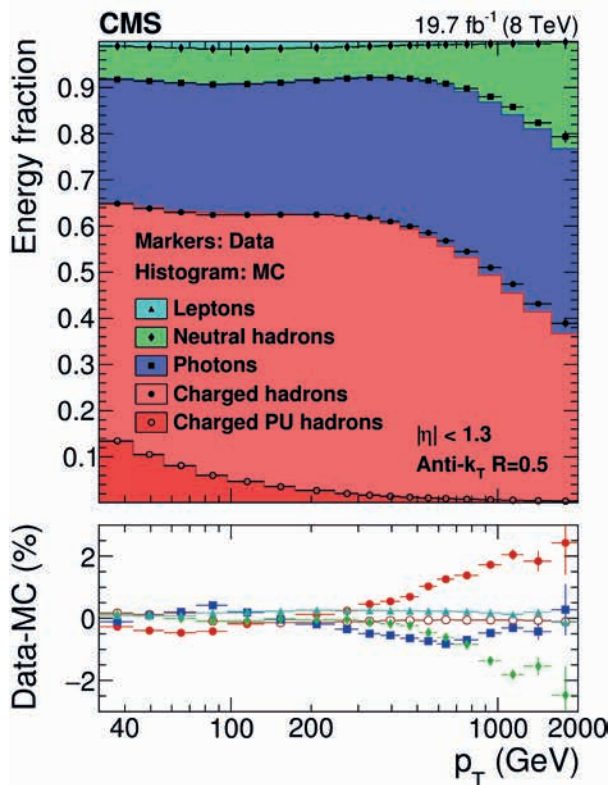 CMS 19.7 fb⁻¹ (8 TeV)
Energy fraction
0.9
0.8
0.7
0.6
0.5
0.4
0.3
0.2
0.1
Markers: Data
Histogram: MC
Leptons
Neutral hadrons
Photons
Charged hadrons
Charged PU hadrons
|η| < 1.3
Anti-k_T R=0.5
Data-MC (%)
2
0
−2
40 100 200 1000 2000
p_T (GeV)